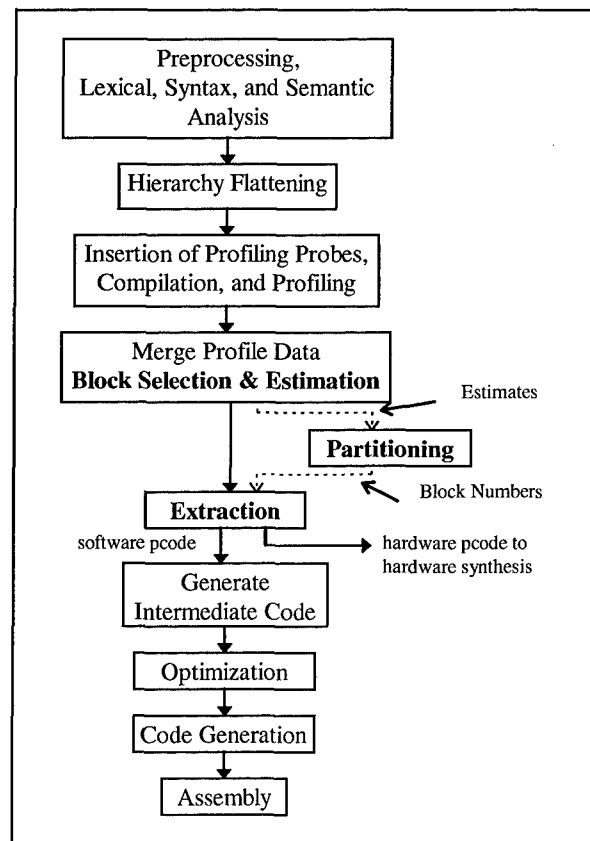 Preprocessing,
Lexical, Syntax, and Semantic
Analysis
Hierarchy Flattening
Insertion of Profiling Probes,
Compilation, and Profiling
Merge Profile Data
Block Selection & Estimation
Estimates
Partitioning
Block Numbers
Extraction
software pcode
hardware pcode to
hardware synthesis
Generate
Intermediate Code
Optimization
Code Generation
Assembly